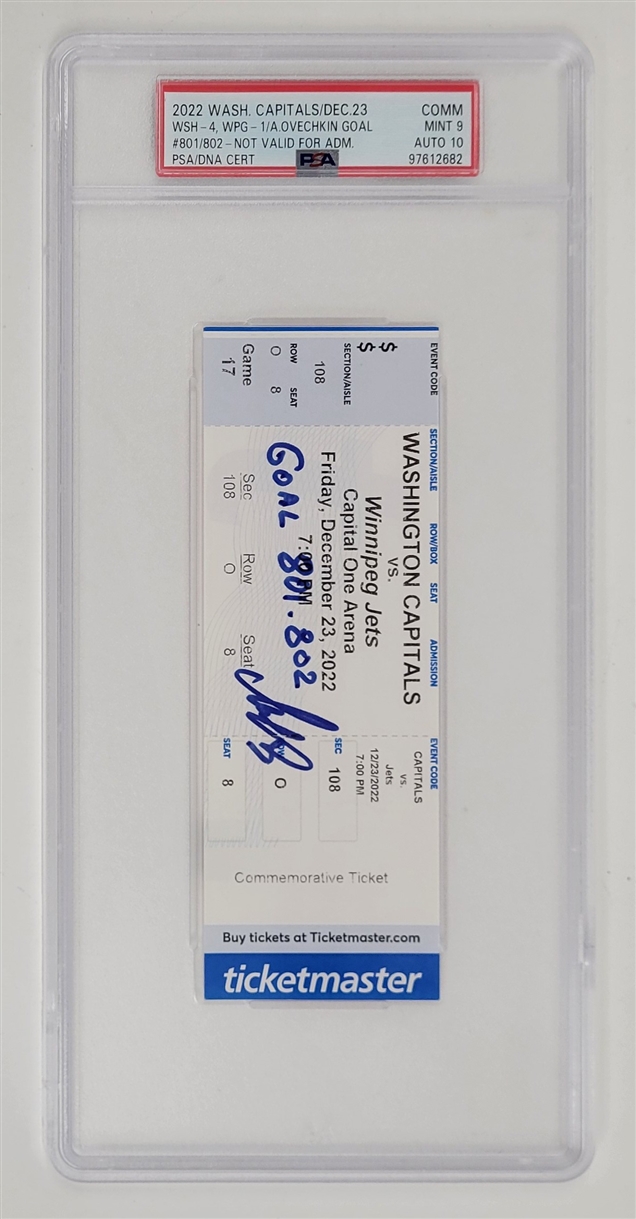 2022 WASH. CAPITALS/DEC.23 COMM
WSH-4, WPG-1/A.OVECHKIN GOAL MINT 9
#801/802-NOT VALID FOR ADM. AUTO 10
PSA/DNA CERT PSA 97612682
EVENT CODE
$
$
SECTION/AISLE
108
ROW SEAT
O 8
Game
17
SECTION/AISLE ROW/BOX SEAT ADMISSION
WASHINGTON CAPITALS
VS.
Winnipeg Jets
Capital One Arena
Friday, December 23, 2022
7:00 PM
GOAL 801.802
Sec Row Seat
108 O 8
EVENT CODE
CAPITALS
vs.
Jets
12/23/2022
7:00 PM
SEC
108
O
SEAT
8
Commemorative Ticket
Buy tickets at Ticketmaster.com
ticketmaster